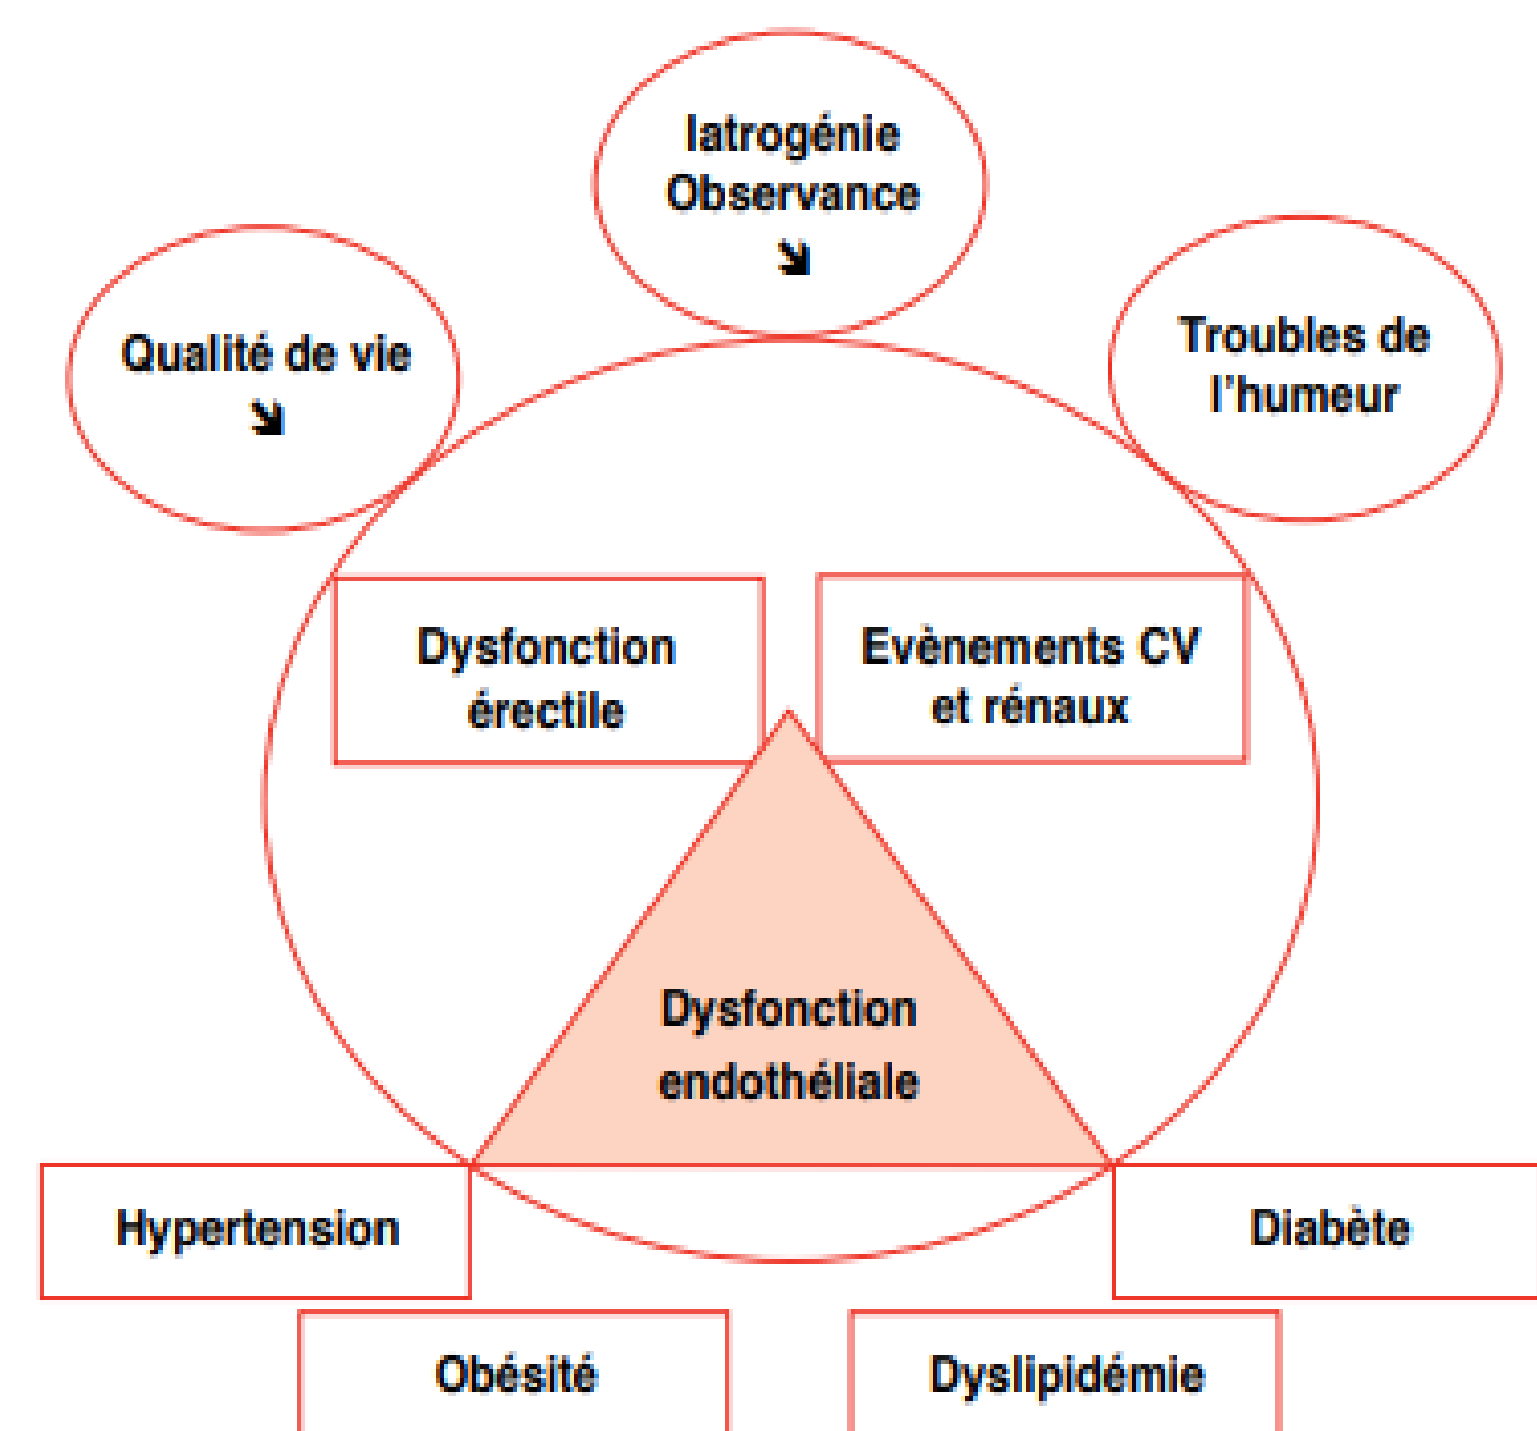 Iatrogénie
Observance
↘
Qualité de vie
↘
Troubles de
l'humeur
Dysfonction
érectile
Evènements CV
et rénaux
Dysfonction
endothéliale
Hypertension
Diabète
Obésité
Dyslipidémie